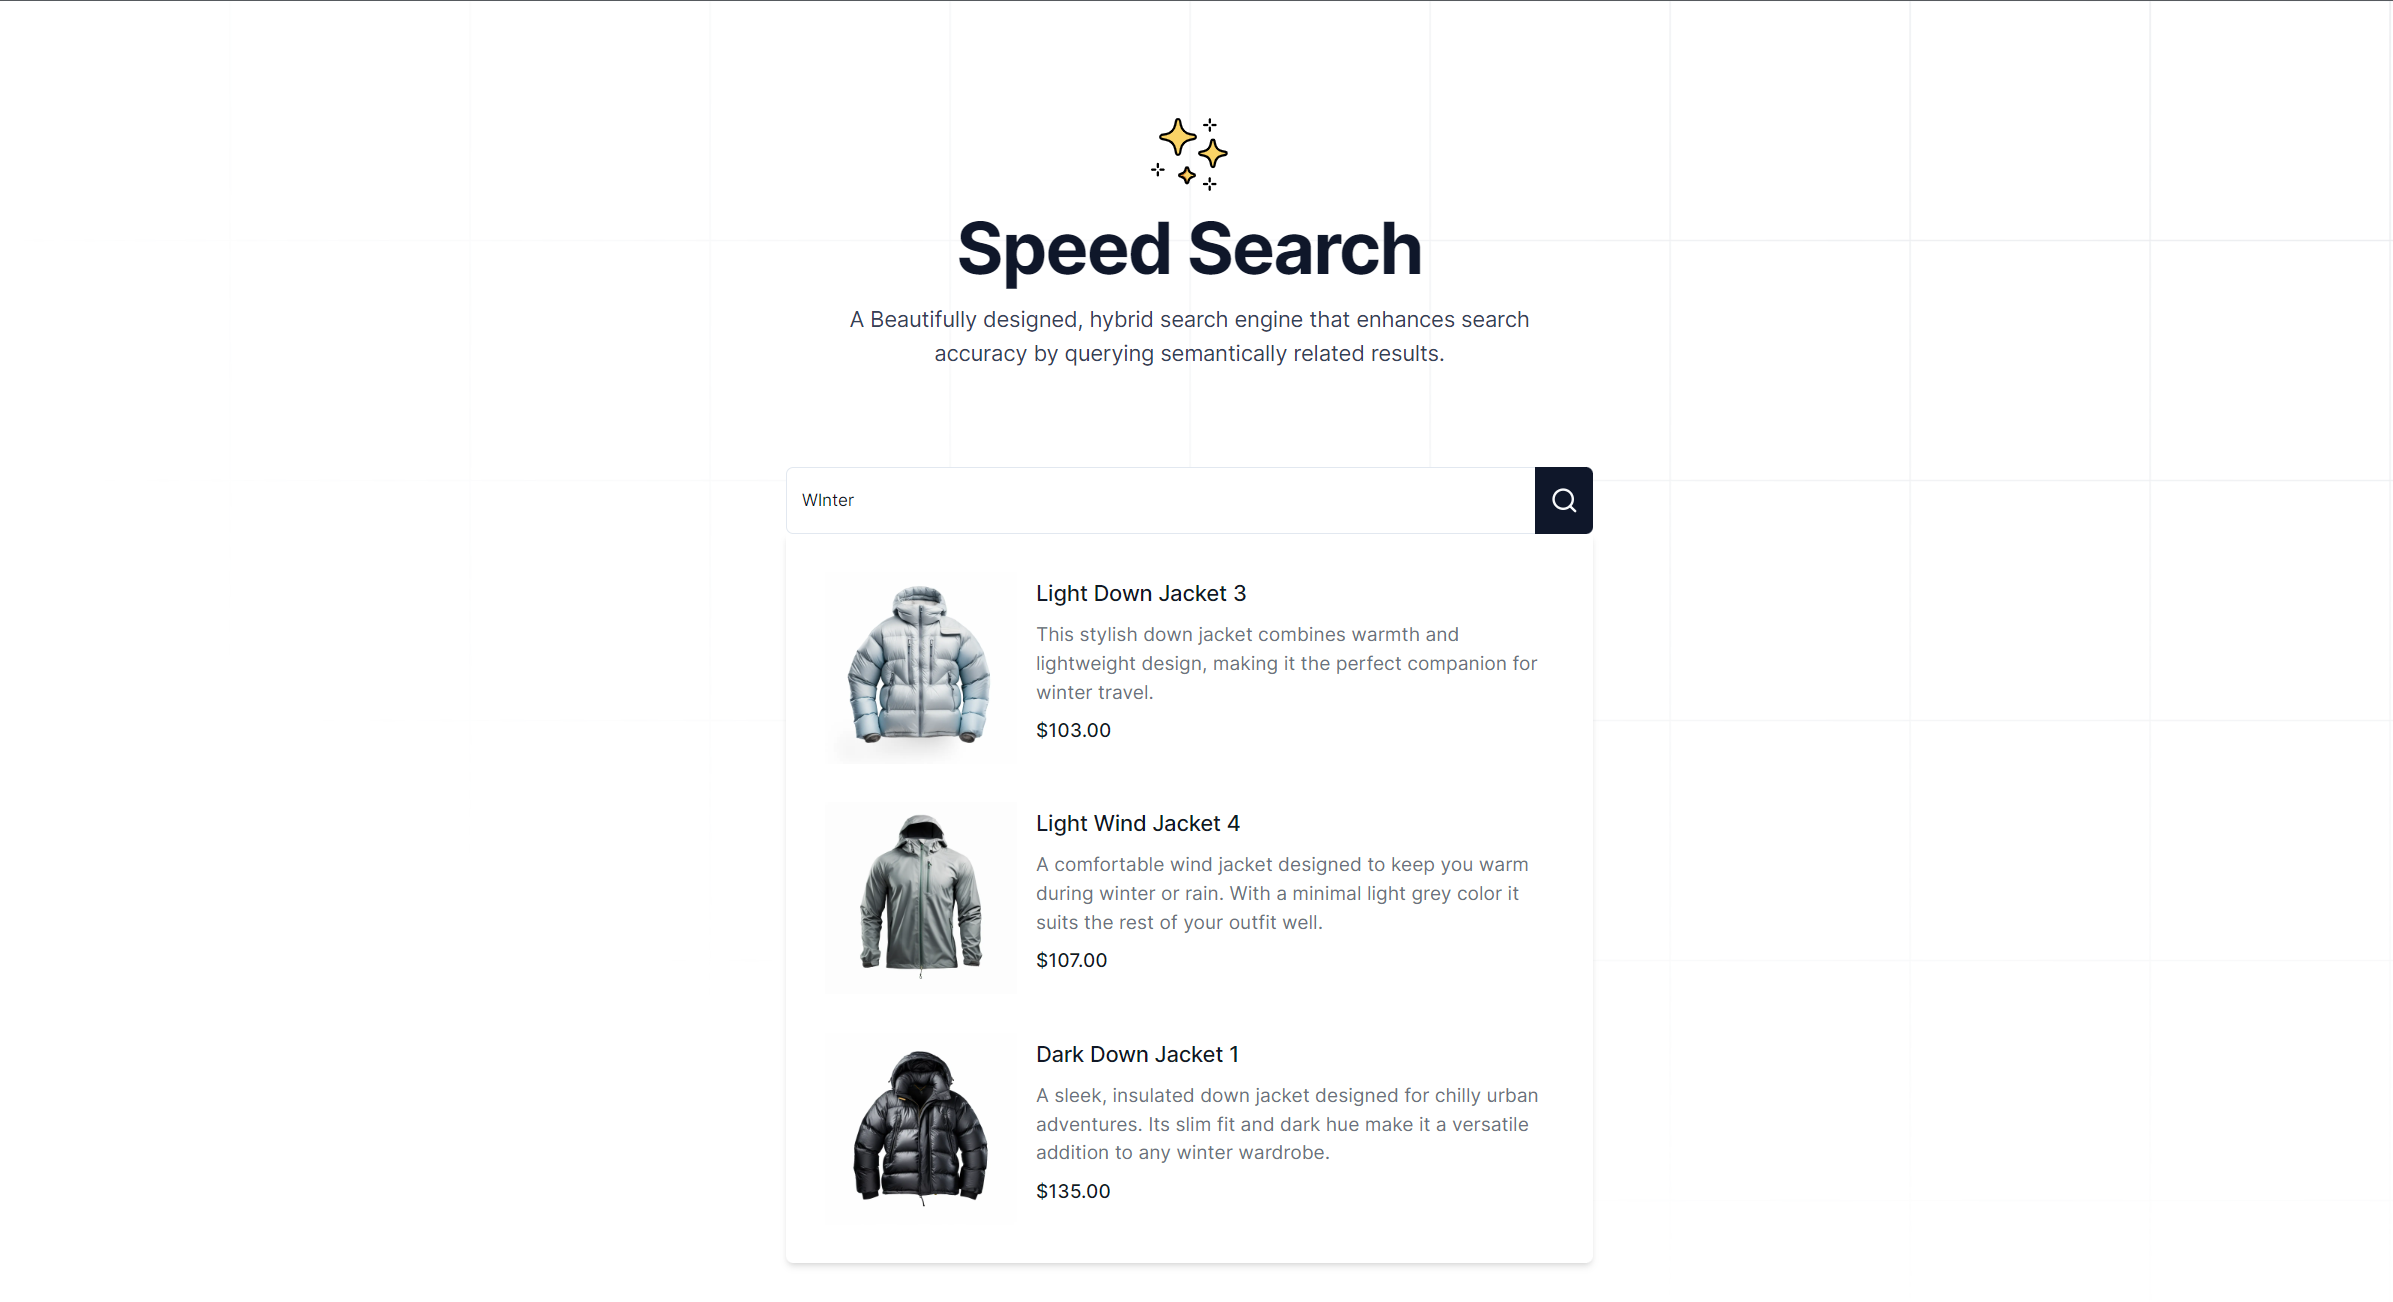 Speed Search
A Beautifully designed, hybrid search engine that enhances search
accuracy by querying semantically related results.
WInter
Light Down Jacket 3
This stylish down jacket combines warmth and
lightweight design, making it the perfect companion for
winter travel.
$103.00
Light Wind Jacket 4
A comfortable wind jacket designed to keep you warm
during winter or rain. With a minimal light grey color it
suits the rest of your outfit well.
$107.00
Dark Down Jacket 1
A sleek, insulated down jacket designed for chilly urban
adventures. Its slim fit and dark hue make it a versatile
addition to any winter wardrobe.
$135.00